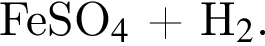 FeSO₄ + H₂.